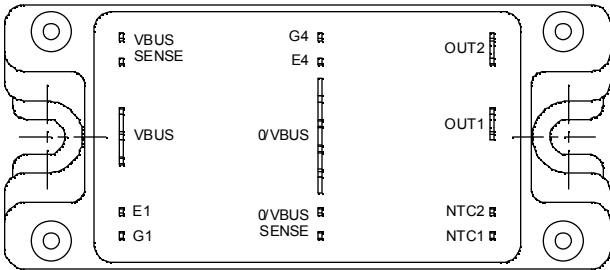 VBUS
SENSE
G4
E4
OUT2
VBUS
0/VBUS
OUT1
E1
G1
0/VBUS
SENSE
NTC2
NTC1